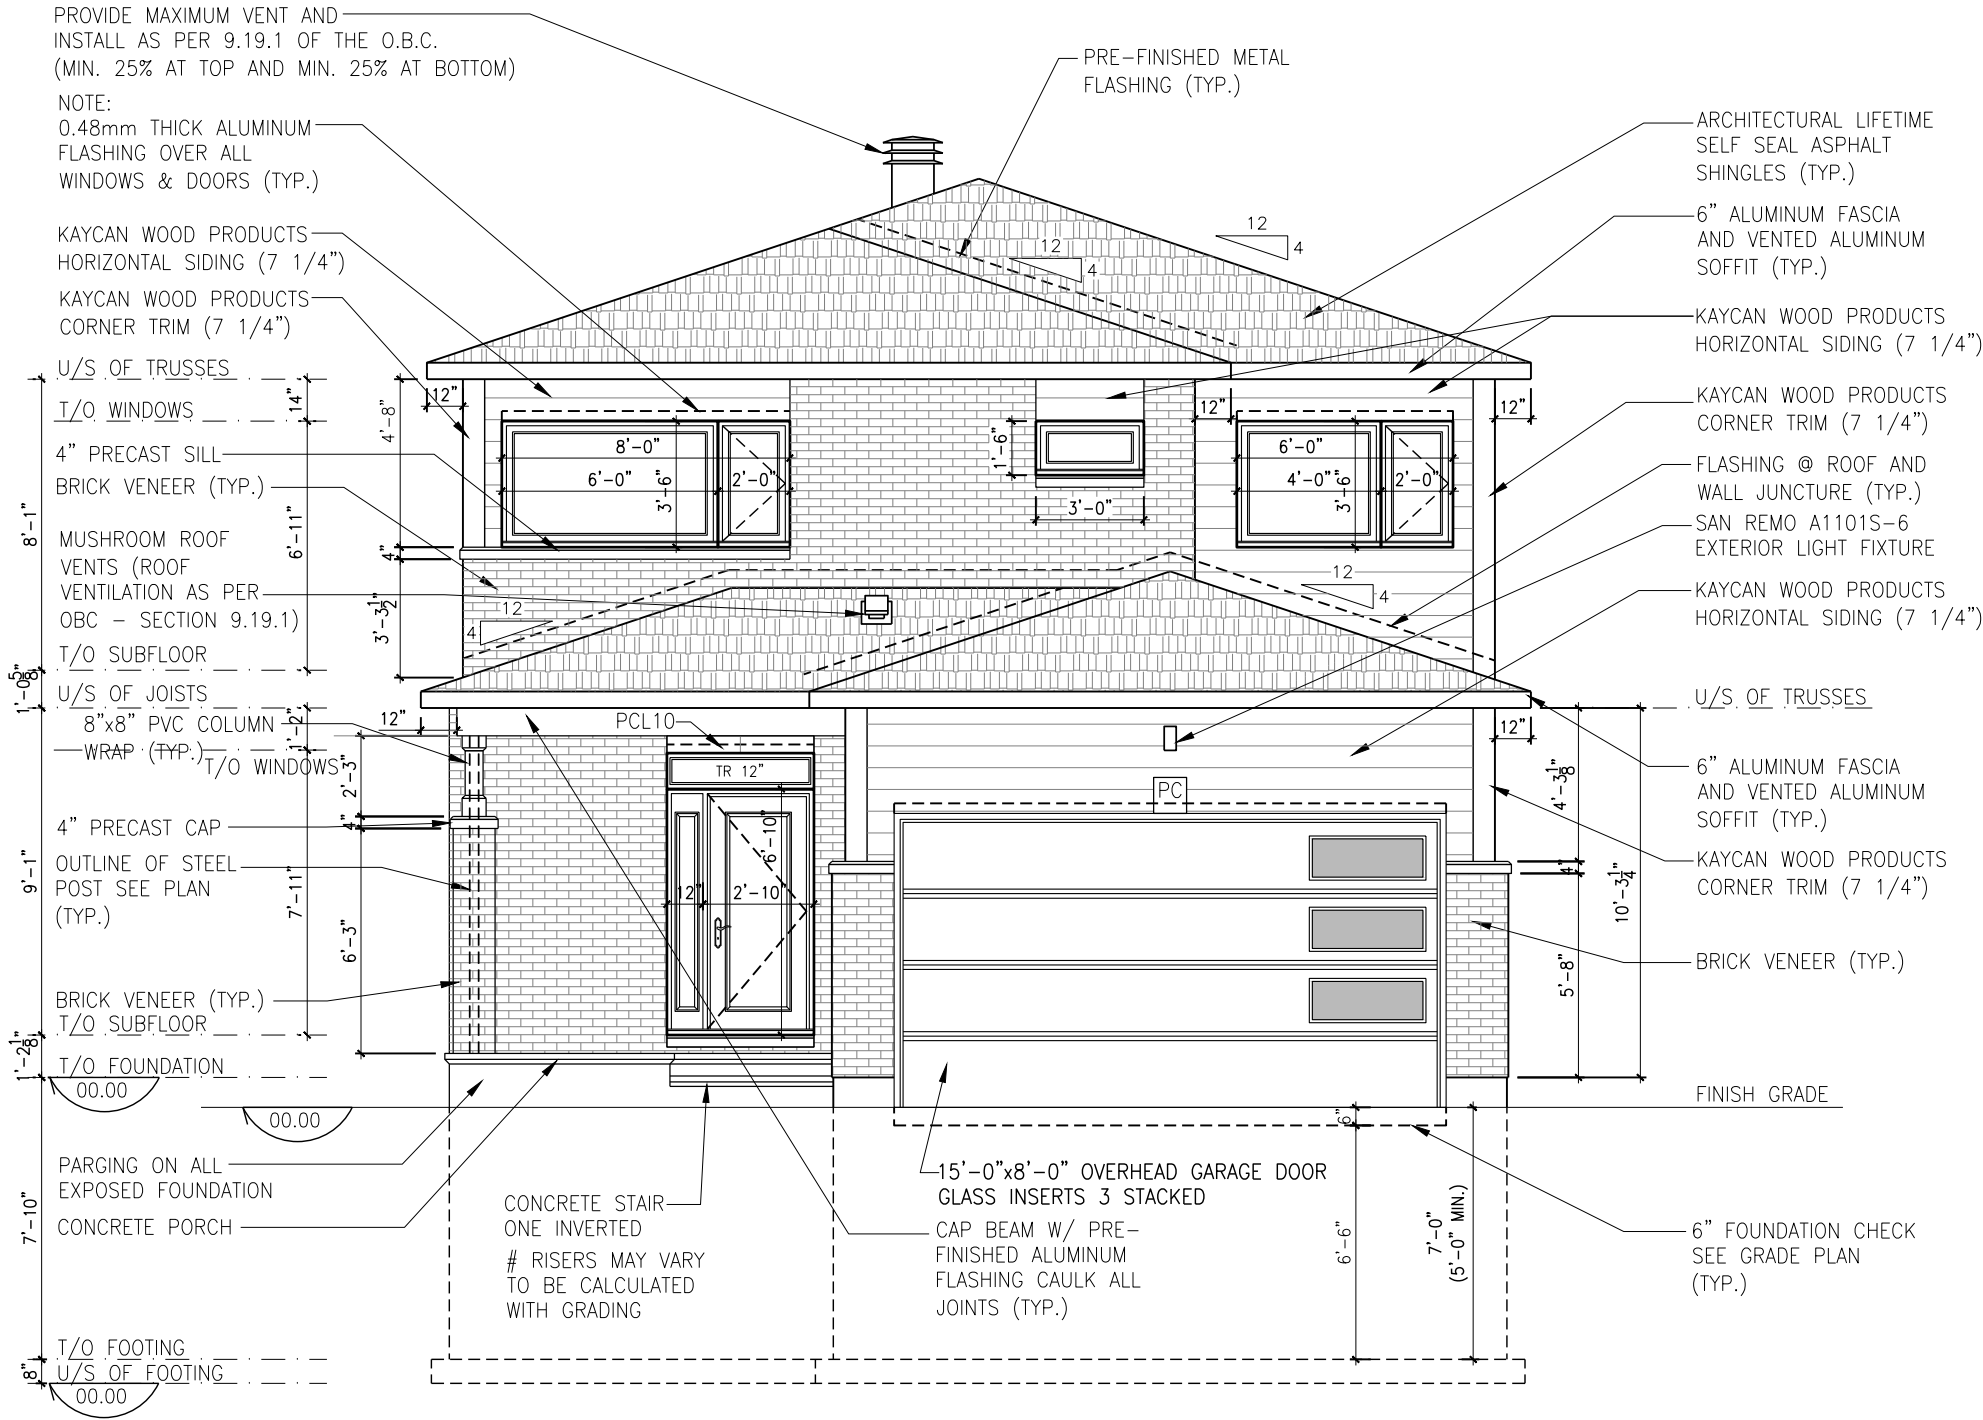 PROVIDE MAXIMUM VENT AND
INSTALL AS PER 9.19.1 OF THE O.B.C.
(MIN. 25% AT TOP AND MIN. 25% AT BOTTOM)
NOTE:
0.48mm THICK ALUMINUM
FLASHING OVER ALL
WINDOWS & DOORS (TYP.)
KAYCAN WOOD PRODUCTS
HORIZONTAL SIDING (7 1/4")
KAYCAN WOOD PRODUCTS
CORNER TRIM (7 1/4")
U/S OF TRUSSES
T/O WINDOWS
4" PRECAST SILL
BRICK VENEER (TYP.)
MUSHROOM ROOF
VENTS (ROOF
VENTILATION AS PER
OBC - SECTION 9.19.1)
T/O SUBFLOOR
U/S OF JOISTS
8"x8" PVC COLUMN
WRAP (TYP.)
T/O WINDOWS
4" PRECAST CAP
OUTLINE OF STEEL
POST SEE PLAN
(TYP.)
BRICK VENEER (TYP.)
T/O SUBFLOOR
T/O FOUNDATION
00.00
00.00
PARGING ON ALL
EXPOSED FOUNDATION
CONCRETE PORCH
T/O FOOTING
U/S OF FOOTING
00.00
8'-1"
1'-0 5/8"
9'-1"
1'-2 1/8"
7'-10"
8"
14"
6'-11"
1'-2"
7'-11"
4'-8"
4"
3'-3 1/2"
2'-3"
4"
6'-3"
12"
12"
12
4
8'-0"
6'-0"
2'-0"
3'-6"
1'-6"
3'-0"
12"
6'-0"
4'-0"
2'-0"
3'-6"
12"
12
4
12
4
12
4
PCL10
TR 12"
6'-10"
12"
2'-10"
PC
12"
4'-3 1/8"
4"
5'-8"
10'-3 1/4"
6"
6'-6"
7'-0"
(5'-0" MIN.)
CONCRETE STAIR
ONE INVERTED
# RISERS MAY VARY
TO BE CALCULATED
WITH GRADING
15'-0"x8'-0" OVERHEAD GARAGE DOOR
GLASS INSERTS 3 STACKED
CAP BEAM W/ PRE-
FINISHED ALUMINUM
FLASHING CAULK ALL
JOINTS (TYP.)
PRE-FINISHED METAL
FLASHING (TYP.)
ARCHITECTURAL LIFETIME
SELF SEAL ASPHALT
SHINGLES (TYP.)
6" ALUMINUM FASCIA
AND VENTED ALUMINUM
SOFFIT (TYP.)
KAYCAN WOOD PRODUCTS
HORIZONTAL SIDING (7 1/4")
KAYCAN WOOD PRODUCTS
CORNER TRIM (7 1/4")
FLASHING @ ROOF AND
WALL JUNCTURE (TYP.)
SAN REMO A1101S-6
EXTERIOR LIGHT FIXTURE
KAYCAN WOOD PRODUCTS
HORIZONTAL SIDING (7 1/4")
U/S OF TRUSSES
6" ALUMINUM FASCIA
AND VENTED ALUMINUM
SOFFIT (TYP.)
KAYCAN WOOD PRODUCTS
CORNER TRIM (7 1/4")
BRICK VENEER (TYP.)
FINISH GRADE
6" FOUNDATION CHECK
SEE GRADE PLAN
(TYP.)